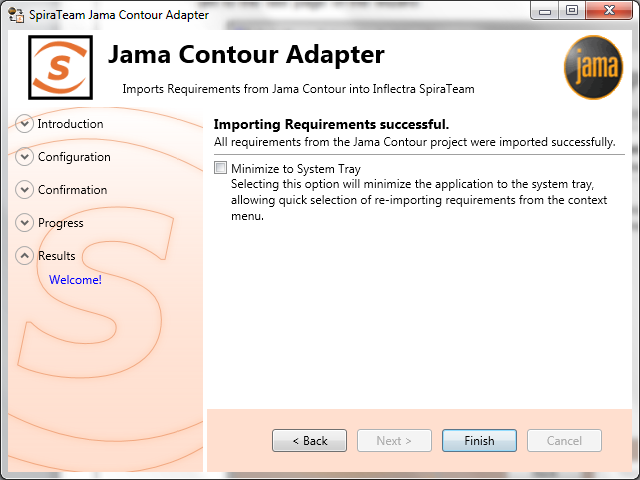 SpiraTeam Jama Contour Adapter
Jama Contour Adapter
Imports Requirements from Jama Contour into Inflectra SpiraTeam
S
jama
Introduction
Configuration
Confirmation
Progress
Results
Welcome!
Importing Requirements successful.
All requirements from the Jama Contour project were imported successfully.
Minimize to System Tray
Selecting this option will minimize the application to the system tray,
allowing quick selection of re-importing requirements from the context
menu.
< Back
Next >
Finish
Cancel